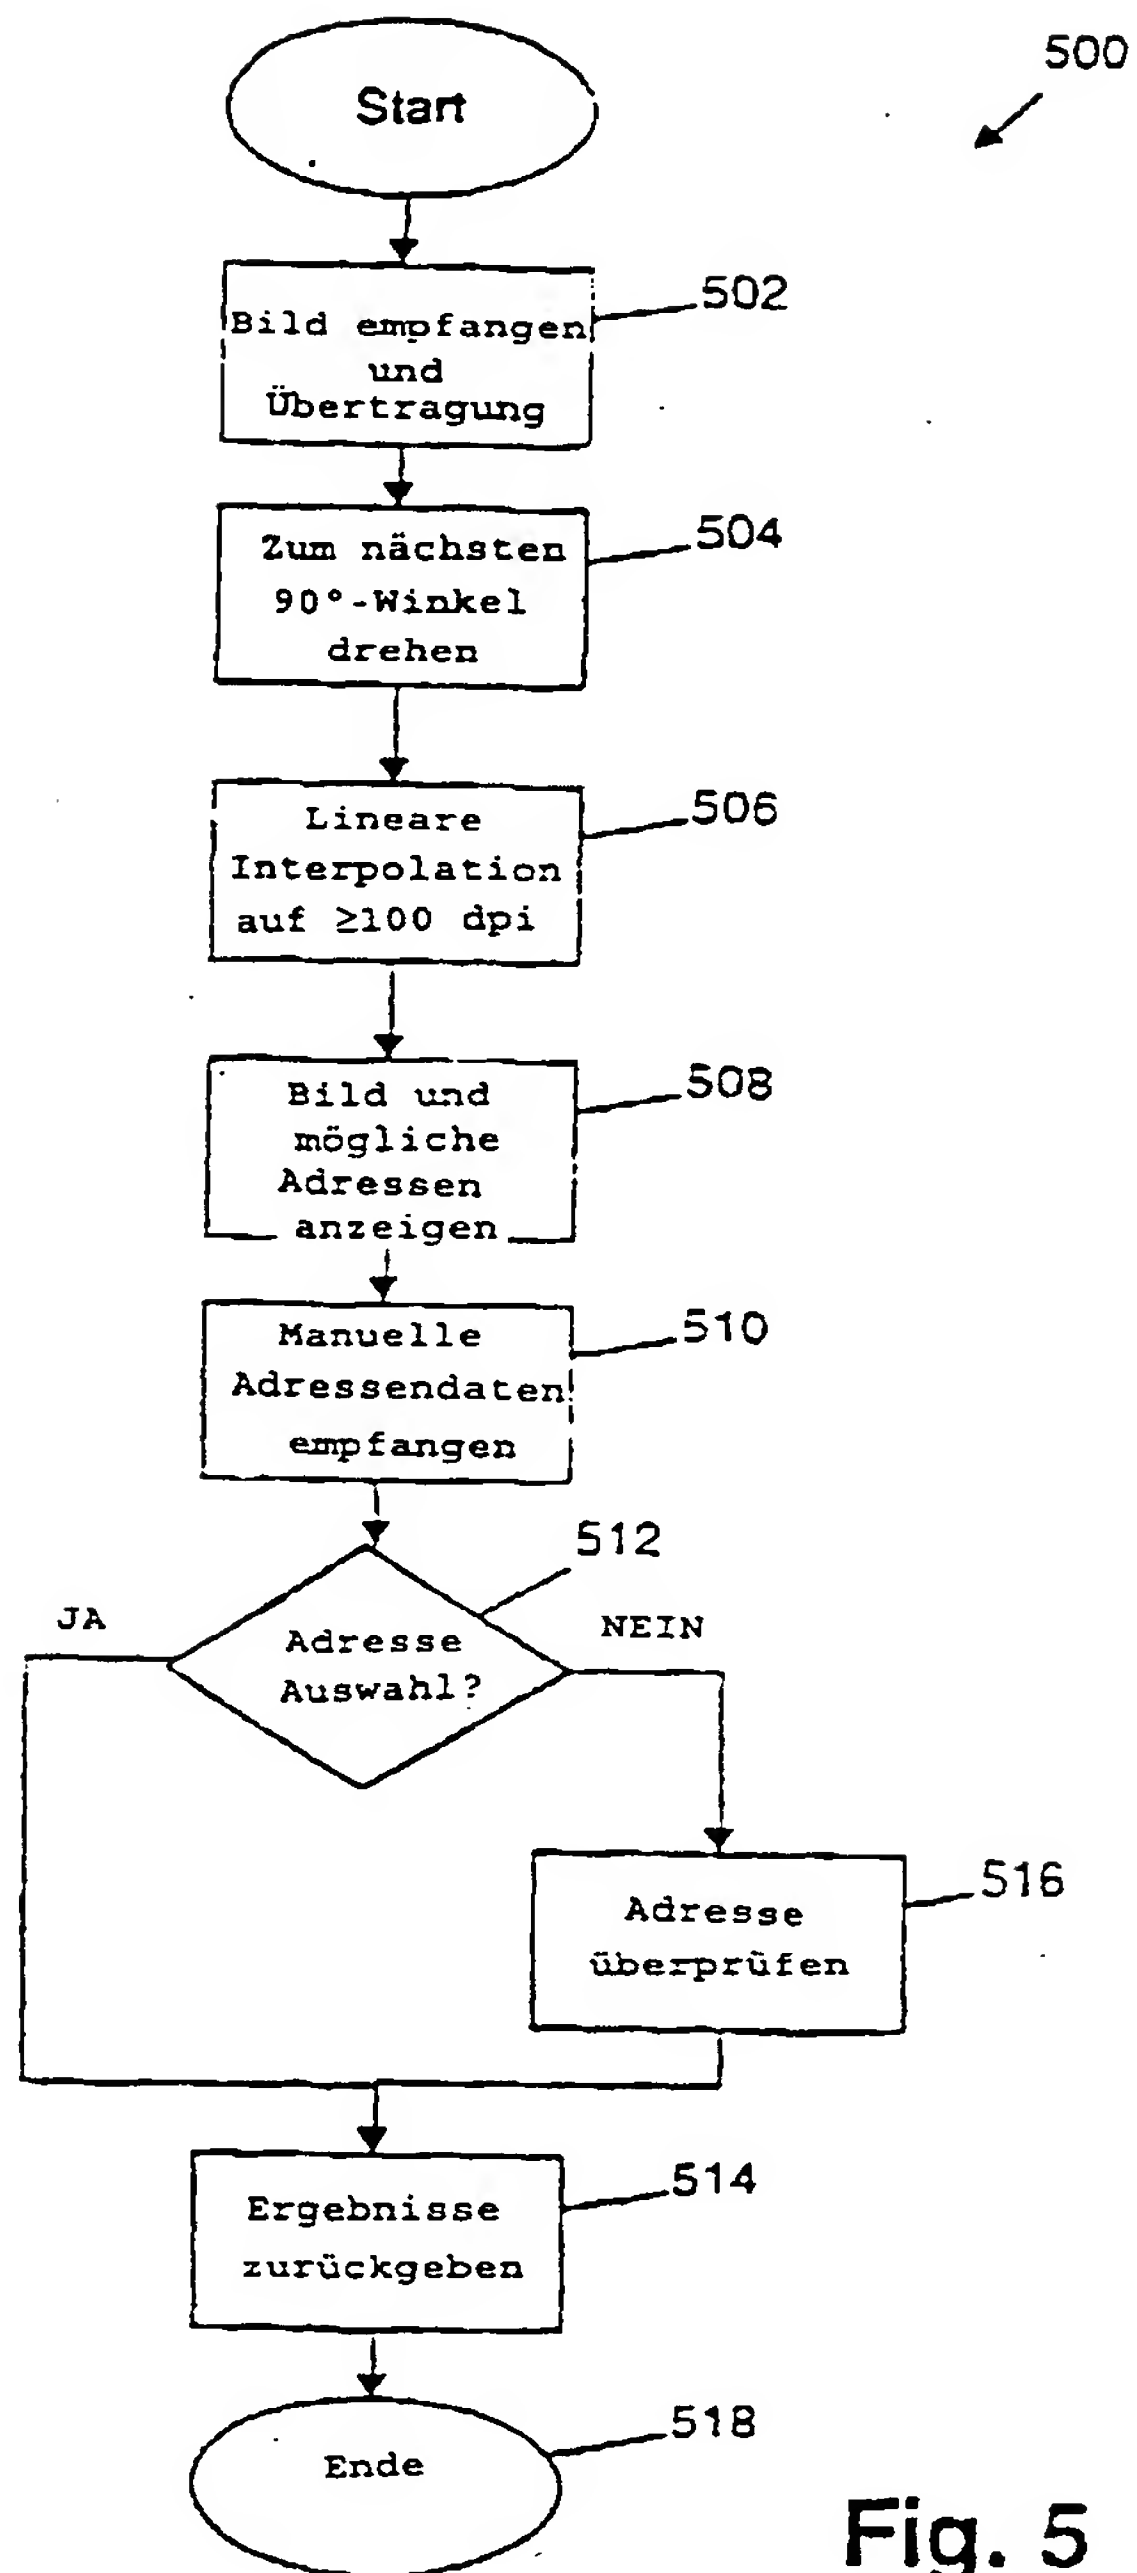 500
Start
502
Bild empfangen
und
Übertragung
504
Zum nächsten
90°-Winkel
drehen
506
Lineare
Interpolation
auf ≥100 dpi
508
Bild und
mögliche
Adressen
anzeigen
510
Manuelle
Adressendaten
empfangen
512
JA
NEIN
Adresse
Auswahl?
516
Adresse
überprüfen
514
Ergebnisse
zurückgeben
518
Ende
Fig. 5